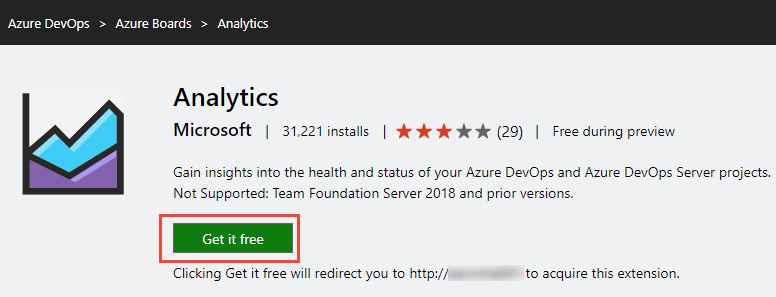 Azure DevOps > Azure Boards > Analytics
Analytics
Microsoft | 31,221 installs | (29) | Free during preview
Gain insights into the health and status of your Azure DevOps and Azure DevOps Server projects.
Not Supported: Team Foundation Server 2018 and prior versions.
Get it free
Clicking Get it free will redirect you to http:// to acquire this extension.